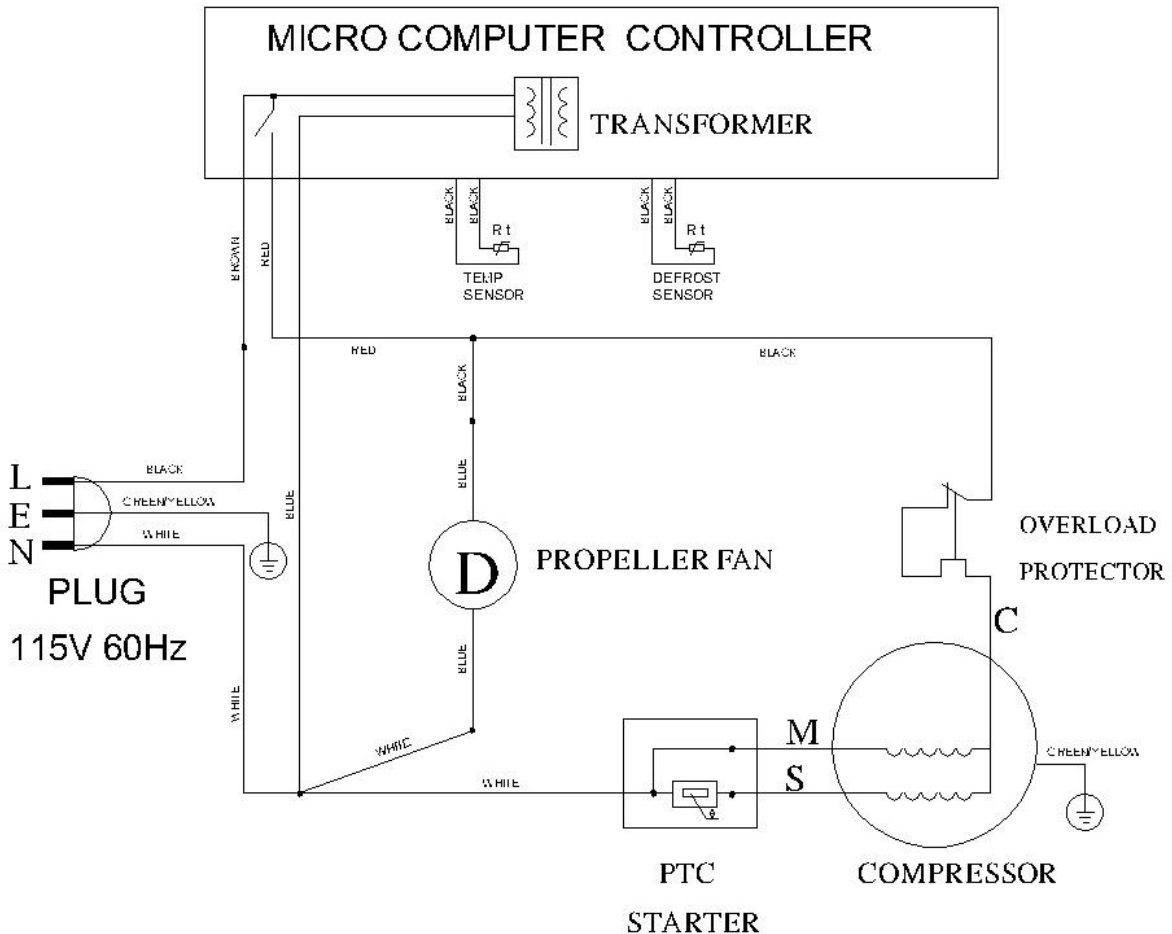 MICRO COMPUTER CONTROLLER
TRANSFORMER
BLACK
BLACK
BLACK
BLACK
Rt
Rt
BROWN
RED
TEMP
SENSOR
DEFROST
SENSOR
RED
BLACK
BLACK
L
BLACK
E
GREEN/YELLOW
N
WHITE
BLUE
BLUE
PLUG
115V 60Hz
D
PROPELLER FAN
OVERLOAD
PROTECTOR
C
BLUE
WHITE
WHITE
WHITE
M
S
GREEN/YELLOW
PTC
STARTER
COMPRESSOR